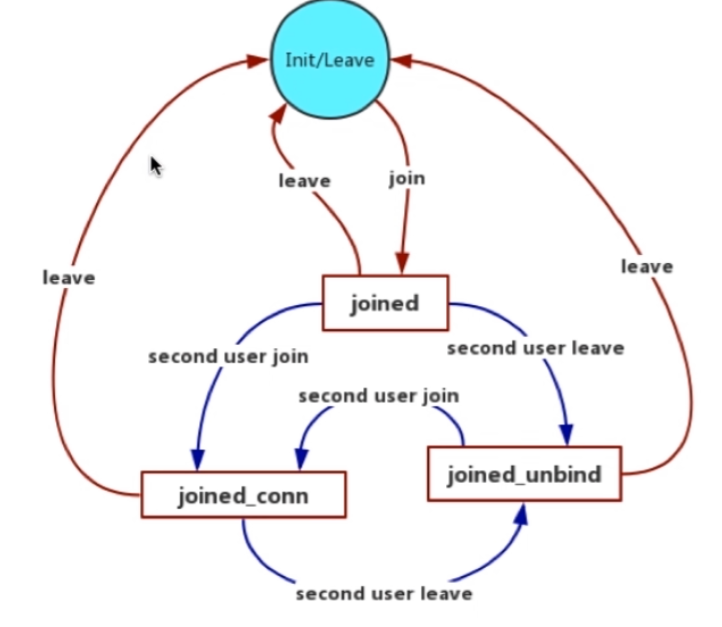 Init/Leave
leave
join
leave
leave
joined
second user join
second user leave
second user join
joined_unbind
joined_conn
second user leave